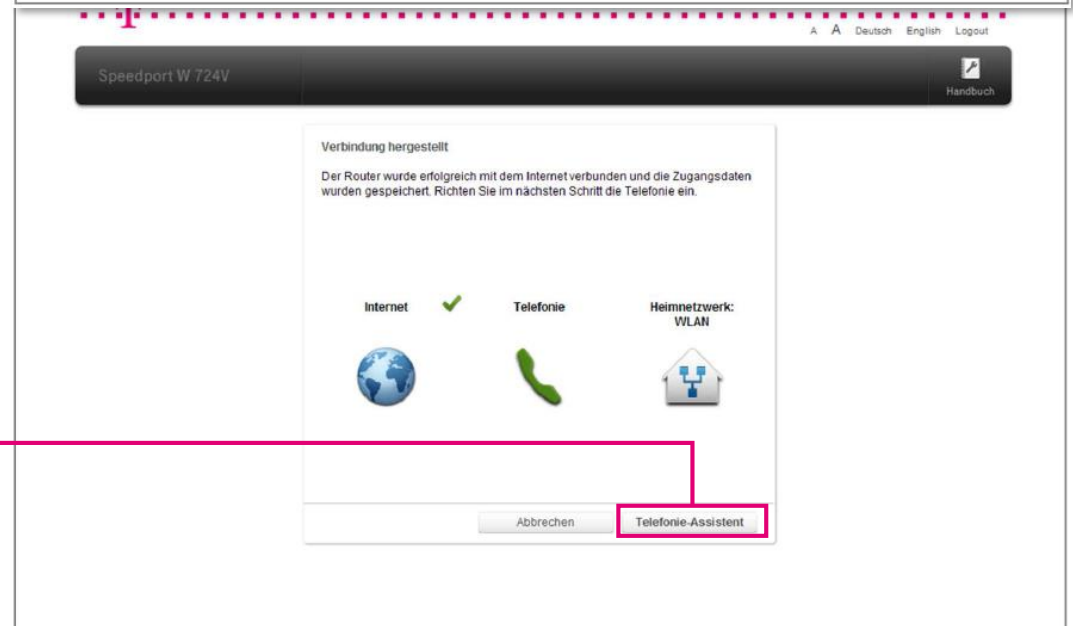 A A Deutsch English Logout
Speedport W 724V
Handbuch
Verbindung hergestellt
Der Router wurde erfolgreich mit dem Internet verbunden und die Zugangsdaten
wurden gespeichert. Richten Sie im nächsten Schritt die Telefonie ein.
Internet Telefonie Heimnetzwerk:
WLAN
Abbrechen Telefonie-Assistent